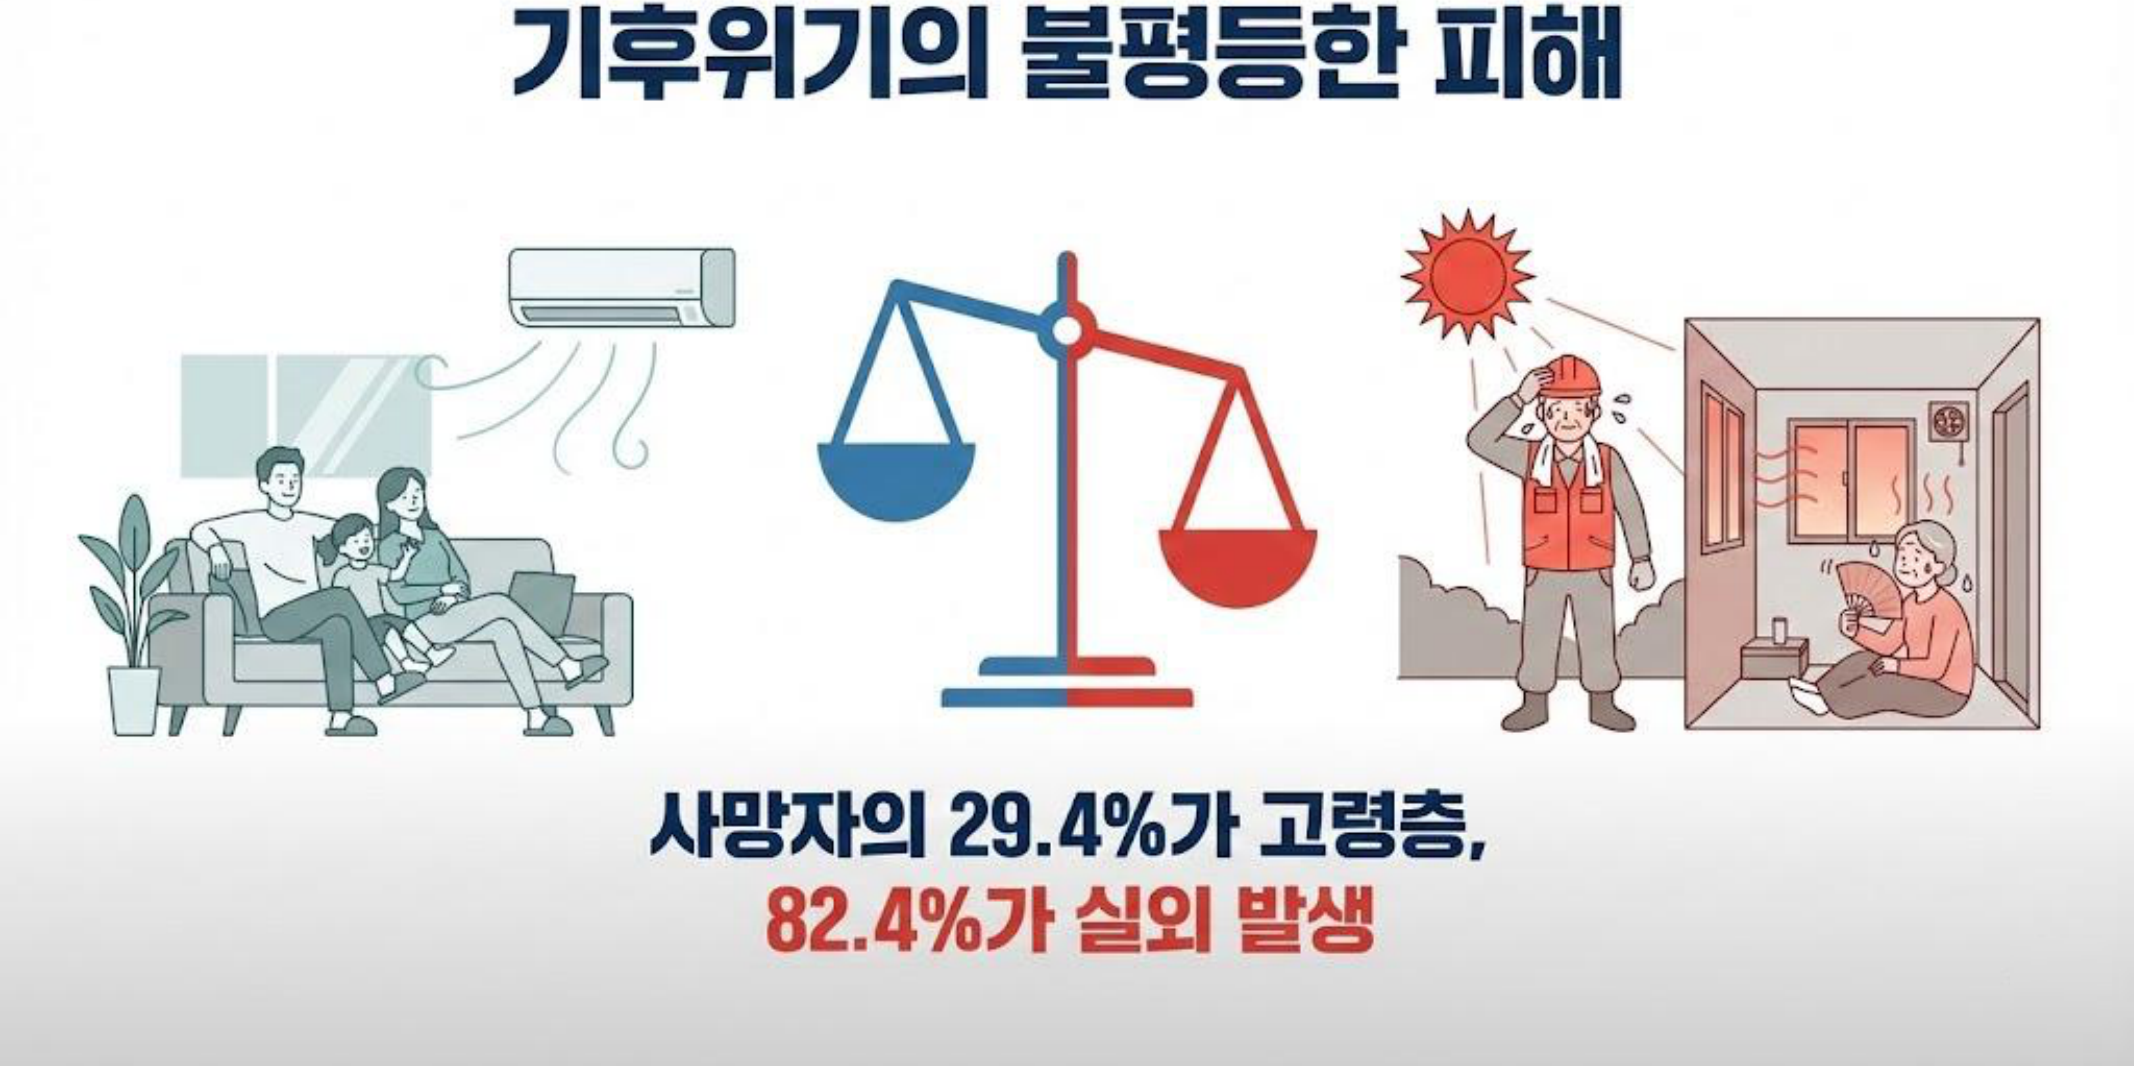 기후위기의 불평등한 피해
사망자의 29.4%가 고령층,
82.4%가 실외 발생